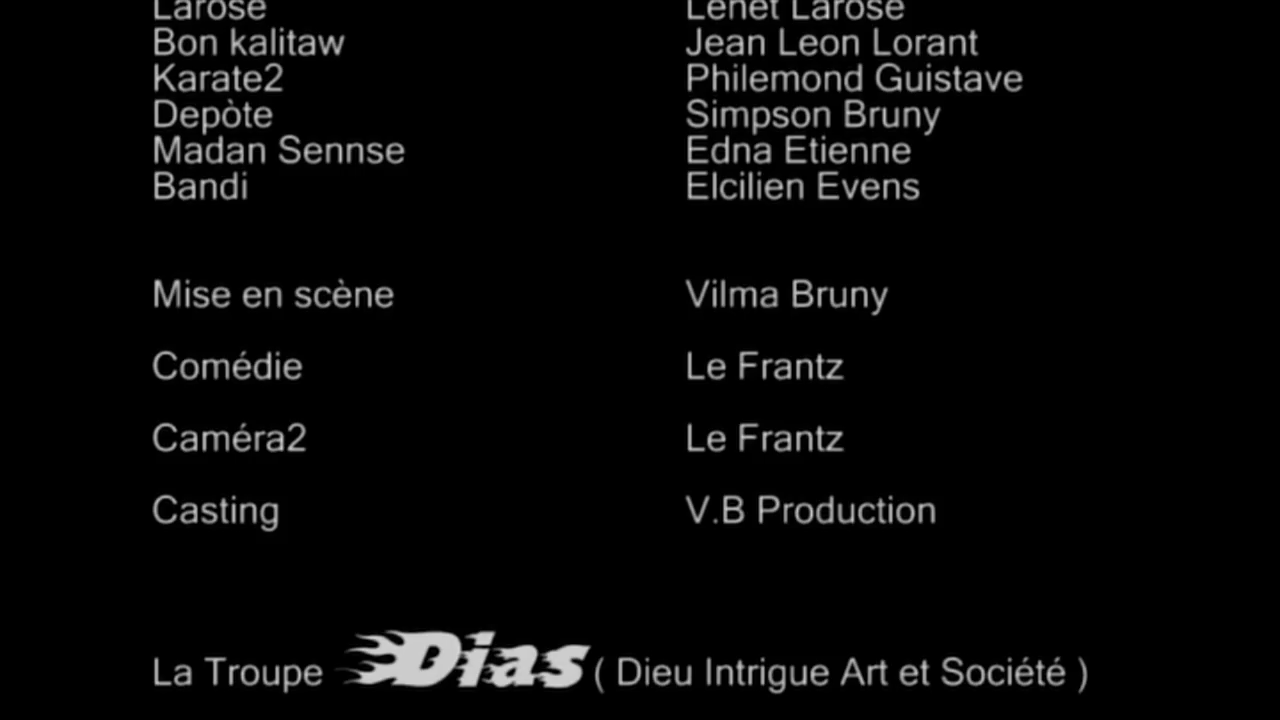 Larose Lenet Larose
Bon kalitaw Jean Leon Lorant
Karate2 Philemond Guistave
Depòte Simpson Bruny
Madan Sennse Edna Etienne
Bandi Elcilien Evens
Mise en scène Vilma Bruny
Comédie Le Frantz
Caméra2 Le Frantz
Casting V.B Production
La Troupe Dias ( Dieu Intrigue Art et Société )